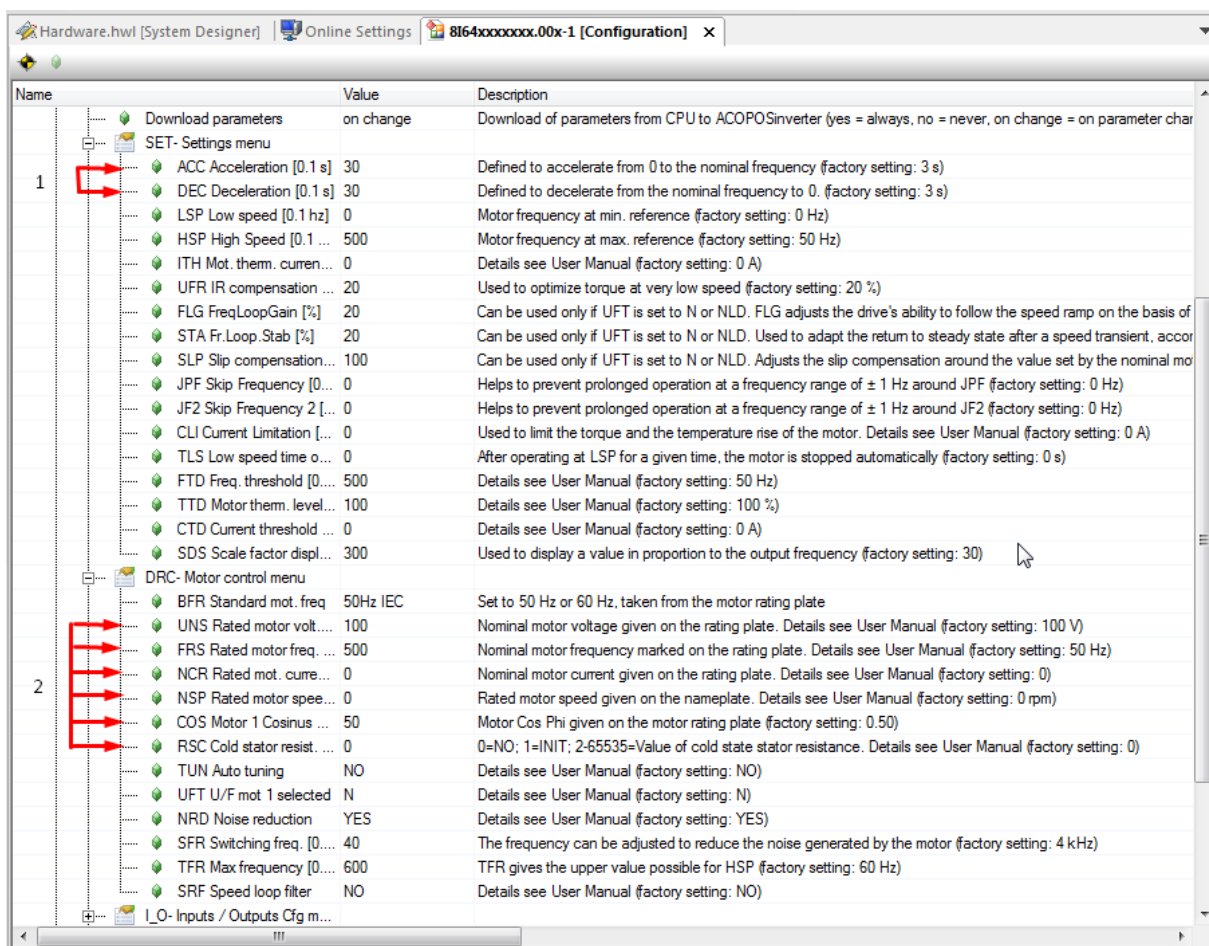 Hardware.hwl [System Designer] Online Settings 8I64xxxxxxx.00x-1 [Configuration] x
Name Value Description
Download parameters on change Download of parameters from CPU to ACOPOSinverter (yes = always, no = never, on change = on parameter char
SET- Settings menu
1
ACC Acceleration [0.1 s] 30 Defined to accelerate from 0 to the nominal frequency (factory setting: 3 s)
DEC Deceleration [0.1 s] 30 Defined to decelerate from the nominal frequency to 0. (factory setting: 3 s)
LSP Low speed [0.1 hz] 0 Motor frequency at min. reference (factory setting: 0 Hz)
HSP High Speed [0.1 ... 500 Motor frequency at max. reference (factory setting: 50 Hz)
ITH Mot. therm. curren... 0 Details see User Manual (factory setting: 0 A)
UFR IR compensation ... 20 Used to optimize torque at very low speed (factory setting: 20 %)
FLG FreqLoopGain [%] 20 Can be used only if UFT is set to N or NLD. FLG adjusts the drive's ability to follow the speed ramp on the basis of
STA Fr.Loop.Stab [%] 20 Can be used only if UFT is set to N or NLD. Used to adapt the return to steady state after a speed transient, accor
SLP Slip compensation... 100 Can be used only if UFT is set to N or NLD. Adjusts the slip compensation around the value set by the nominal mo
JPF Skip Frequency [0... 0 Helps to prevent prolonged operation at a frequency range of ± 1 Hz around JPF (factory setting: 0 Hz)
JF2 Skip Frequency 2 [... 0 Helps to prevent prolonged operation at a frequency range of ± 1 Hz around JF2 (factory setting: 0 Hz)
CLI Current Limitation [... 0 Used to limit the torque and the temperature rise of the motor. Details see User Manual (factory setting: 0 A)
TLS Low speed time o... 0 After operating at LSP for a given time, the motor is stopped automatically (factory setting: 0 s)
FTD Freq. threshold [0.... 500 Details see User Manual (factory setting: 50 Hz)
TTD Motor therm. level... 100 Details see User Manual (factory setting: 100 %)
CTD Current threshold ... 0 Details see User Manual (factory setting: 0 A)
SDS Scale factor displ... 300 Used to display a value in proportion to the output frequency (factory setting: 30)
DRC- Motor control menu
BFR Standard mot. freq 50Hz IEC Set to 50 Hz or 60 Hz, taken from the motor rating plate
UNS Rated motor volt.... 100 Nominal motor voltage given on the rating plate. Details see User Manual (factory setting: 100 V)
FRS Rated motor freq. ... 500 Nominal motor frequency marked on the rating plate. Details see User Manual (factory setting: 50 Hz)
NCR Rated mot. curre... 0 Nominal motor current given on the rating plate. Details see User Manual (factory setting: 0)
2
NSP Rated motor spee... 0 Rated motor speed given on the nameplate. Details see User Manual (factory setting: 0 rpm)
COS Motor 1 Cosinus ... 50 Motor Cos Phi given on the motor rating plate (factory setting: 0.50)
RSC Cold stator resist. ... 0 0=NO; 1=INIT; 2-65535=Value of cold state stator resistance. Details see User Manual (factory setting: 0)
TUN Auto tuning NO Details see User Manual (factory setting: NO)
UFT U/F mot 1 selected N Details see User Manual (factory setting: N)
NRD Noise reduction YES Details see User Manual (factory setting: YES)
SFR Switching freq. [0.... 40 The frequency can be adjusted to reduce the noise generated by the motor (factory setting: 4 kHz)
TFR Max frequency [0.... 600 TFR gives the upper value possible for HSP (factory setting: 60 Hz)
SRF Speed loop filter NO Details see User Manual (factory setting: NO)
I_O- Inputs / Outputs Cfg m...